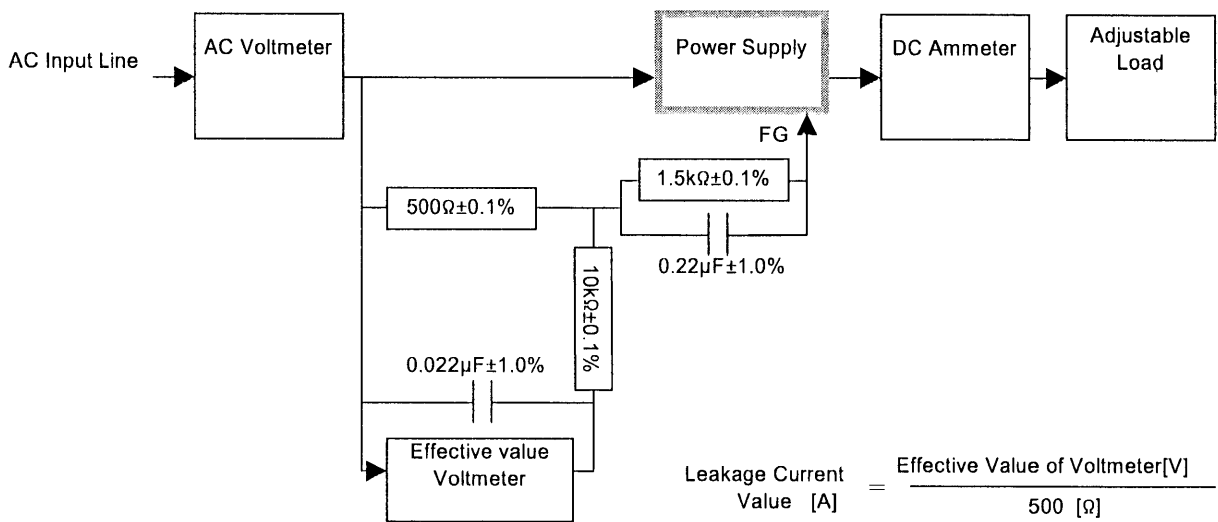 AC Input Line
AC Voltmeter
Power Supply
DC Ammeter
Adjustable
Load
FG
1.5kΩ±0.1%
500Ω±0.1%
0.22µF±1.0%
10kΩ±0.1%
0.022µF±1.0%
Effective value
Voltmeter
Leakage Current
Value [A]
=
Effective Value of Voltmeter[V]
500 [Ω]